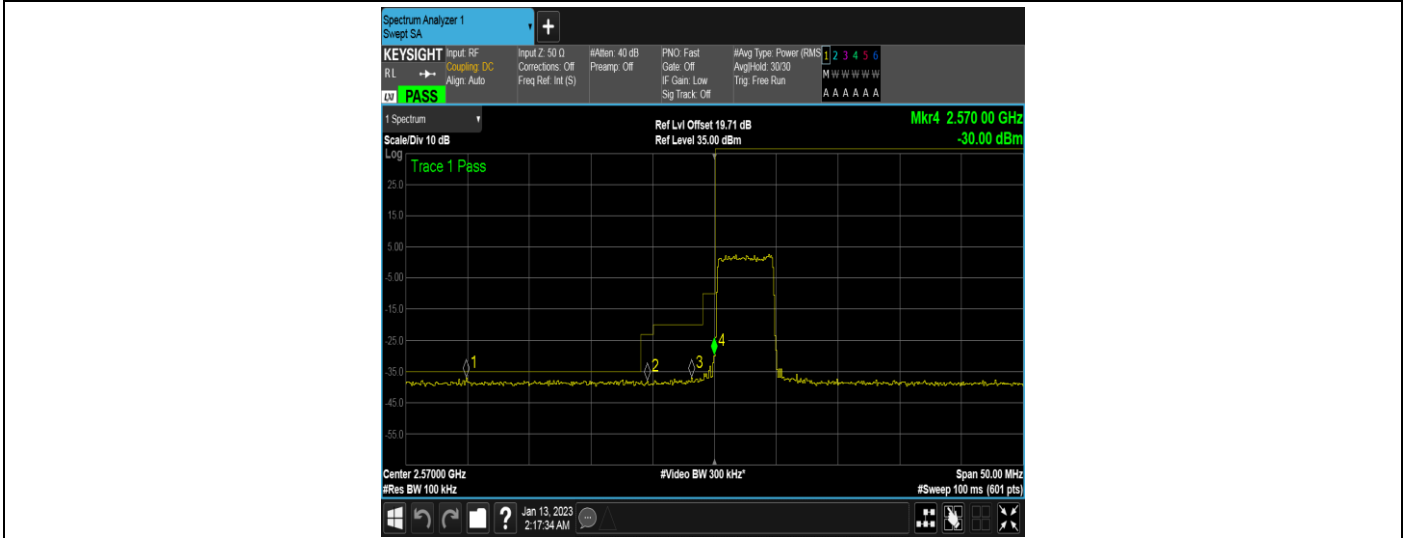 Spectrum Analyzer 1
Swept SA
+
KEYSIGHT
RL
LXI PASS
Input: RF
Coupling: DC
Align: Auto
Input Z: 50 Ω
Corrections: Off
Freq Ref: Int (S)
#Atten: 40 dB
Preamp: Off
PNO: Fast
Gate: Off
IF Gain: Low
Sig Track: Off
#Avg Type: Power (RMS
Avg|Hold: 30/30
Trig: Free Run
1 2 3 4 5 6
M W W W W W
A A A A A A
1 Spectrum
Scale/Div 10 dB
Ref Lvl Offset 19.71 dB
Ref Level 35.00 dBm
Mkr4 2.570 00 GHz
-30.00 dBm
Log
Trace 1 Pass
25.0
15.0
5.00
-5.00
-15.0
-25.0
-35.0
-45.0
-55.0
1
2
3
4
Center 2.57000 GHz
#Res BW 100 kHz
#Video BW 300 kHz*
Span 50.00 MHz
#Sweep 100 ms (601 pts)
?
Jan 13, 2023
2:17:34 AM